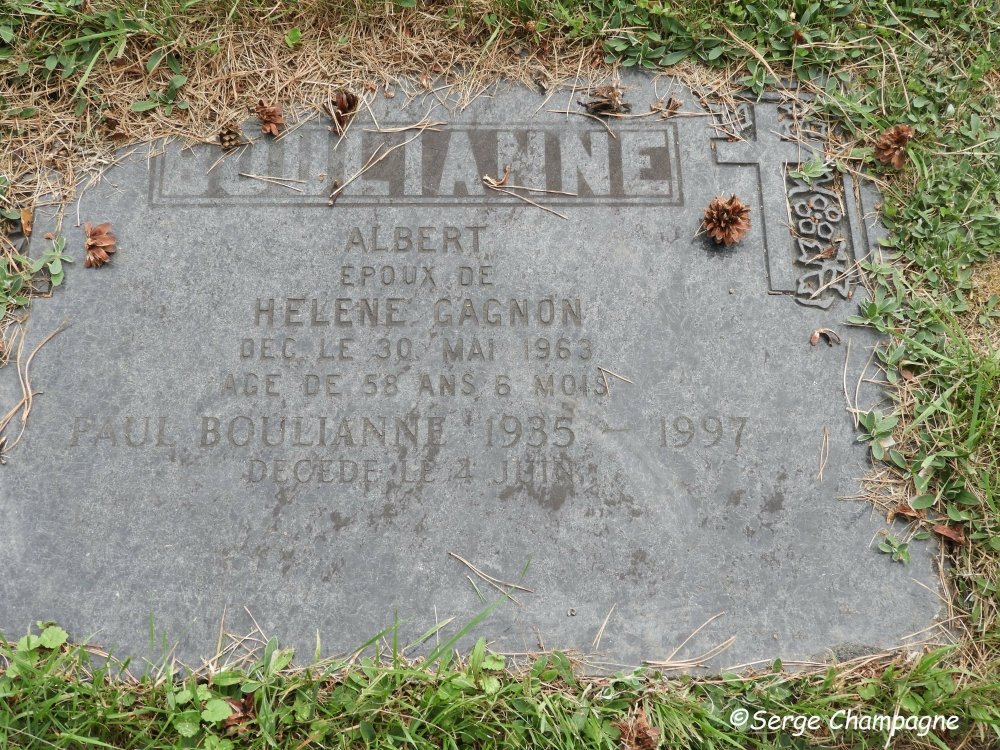 BOULIANNE
ALBERT
EPOUX DE
HELENE GAGNON
DEC. LE 30 MAI 1963
AGE DE 58 ANS 6 MOIS
PAUL BOULIANNE 1935 - 1997
DECEDE LE 4 JUIN
©Serge Champagne